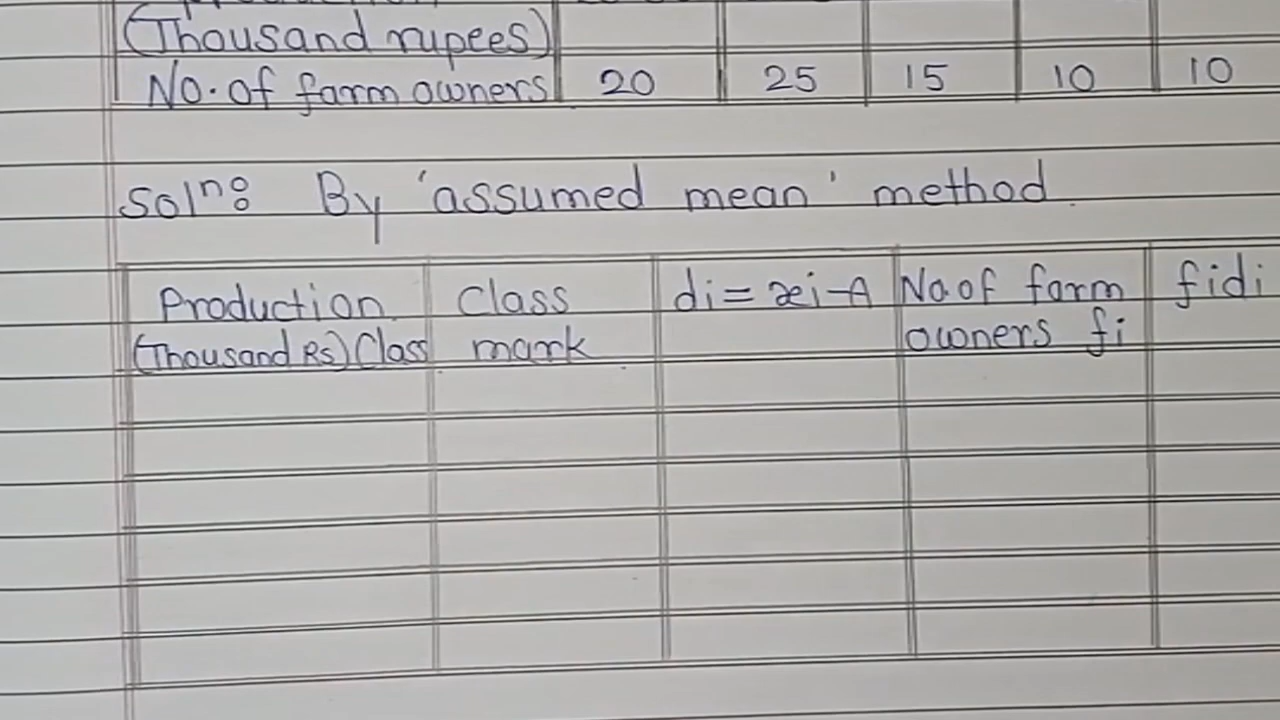 (Thousand rupees)
No. of farm owners 20 25 15 10 10
Soln: By 'assumed mean' method.
Production Class di = xi - A No. of farm fidi
(Thousand Rs) Class mark owners fi